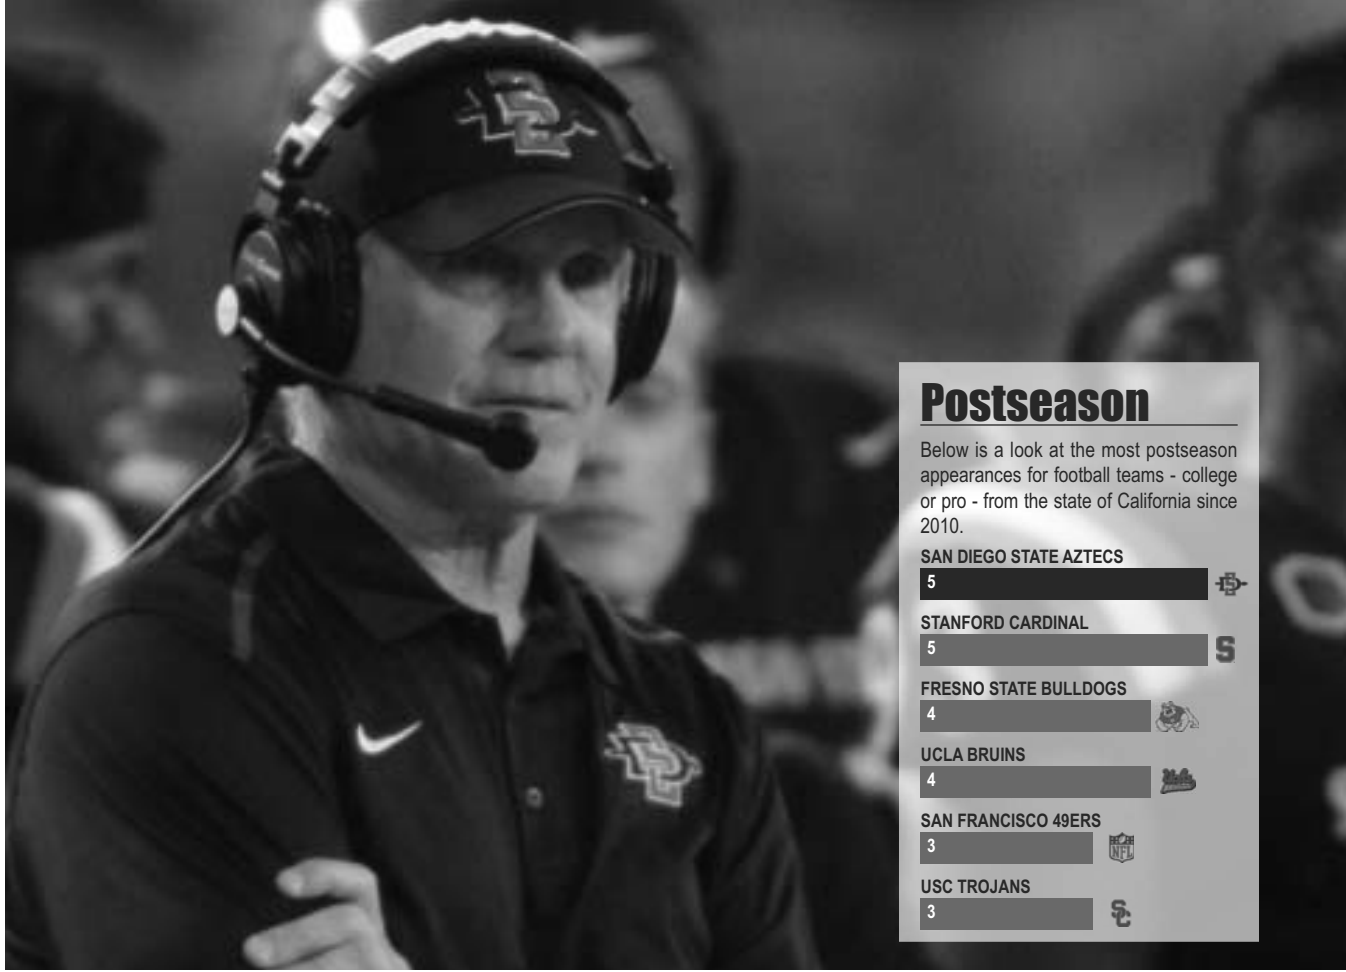 Postseason
Below is a look at the most postseason
appearances for football teams - college
or pro - from the state of California since
2010.
SAN DIEGO STATE AZTECS
5
STANFORD CARDINAL
5
S
FRESNO STATE BULLDOGS
4
UCLA BRUINS
4
Ucla
SAN FRANCISCO 49ERS
3
NFL
USC TROJANS
3
SC